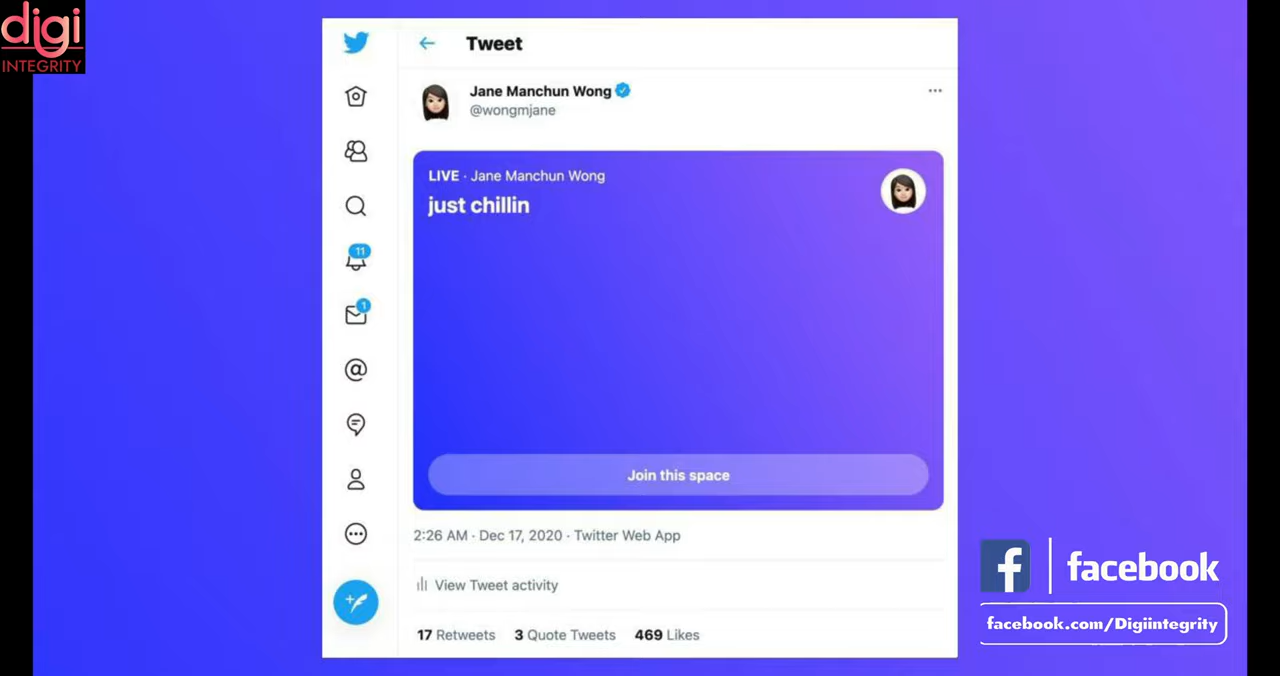 digi
INTEGRITY
Tweet
Jane Manchun Wong
@wongmjane
LIVE · Jane Manchun Wong
just chillin
11
1
Join this space
2:26 AM · Dec 17, 2020 · Twitter Web App
View Tweet activity
17 Retweets 3 Quote Tweets 469 Likes
facebook
facebook.com/Digiintegrity